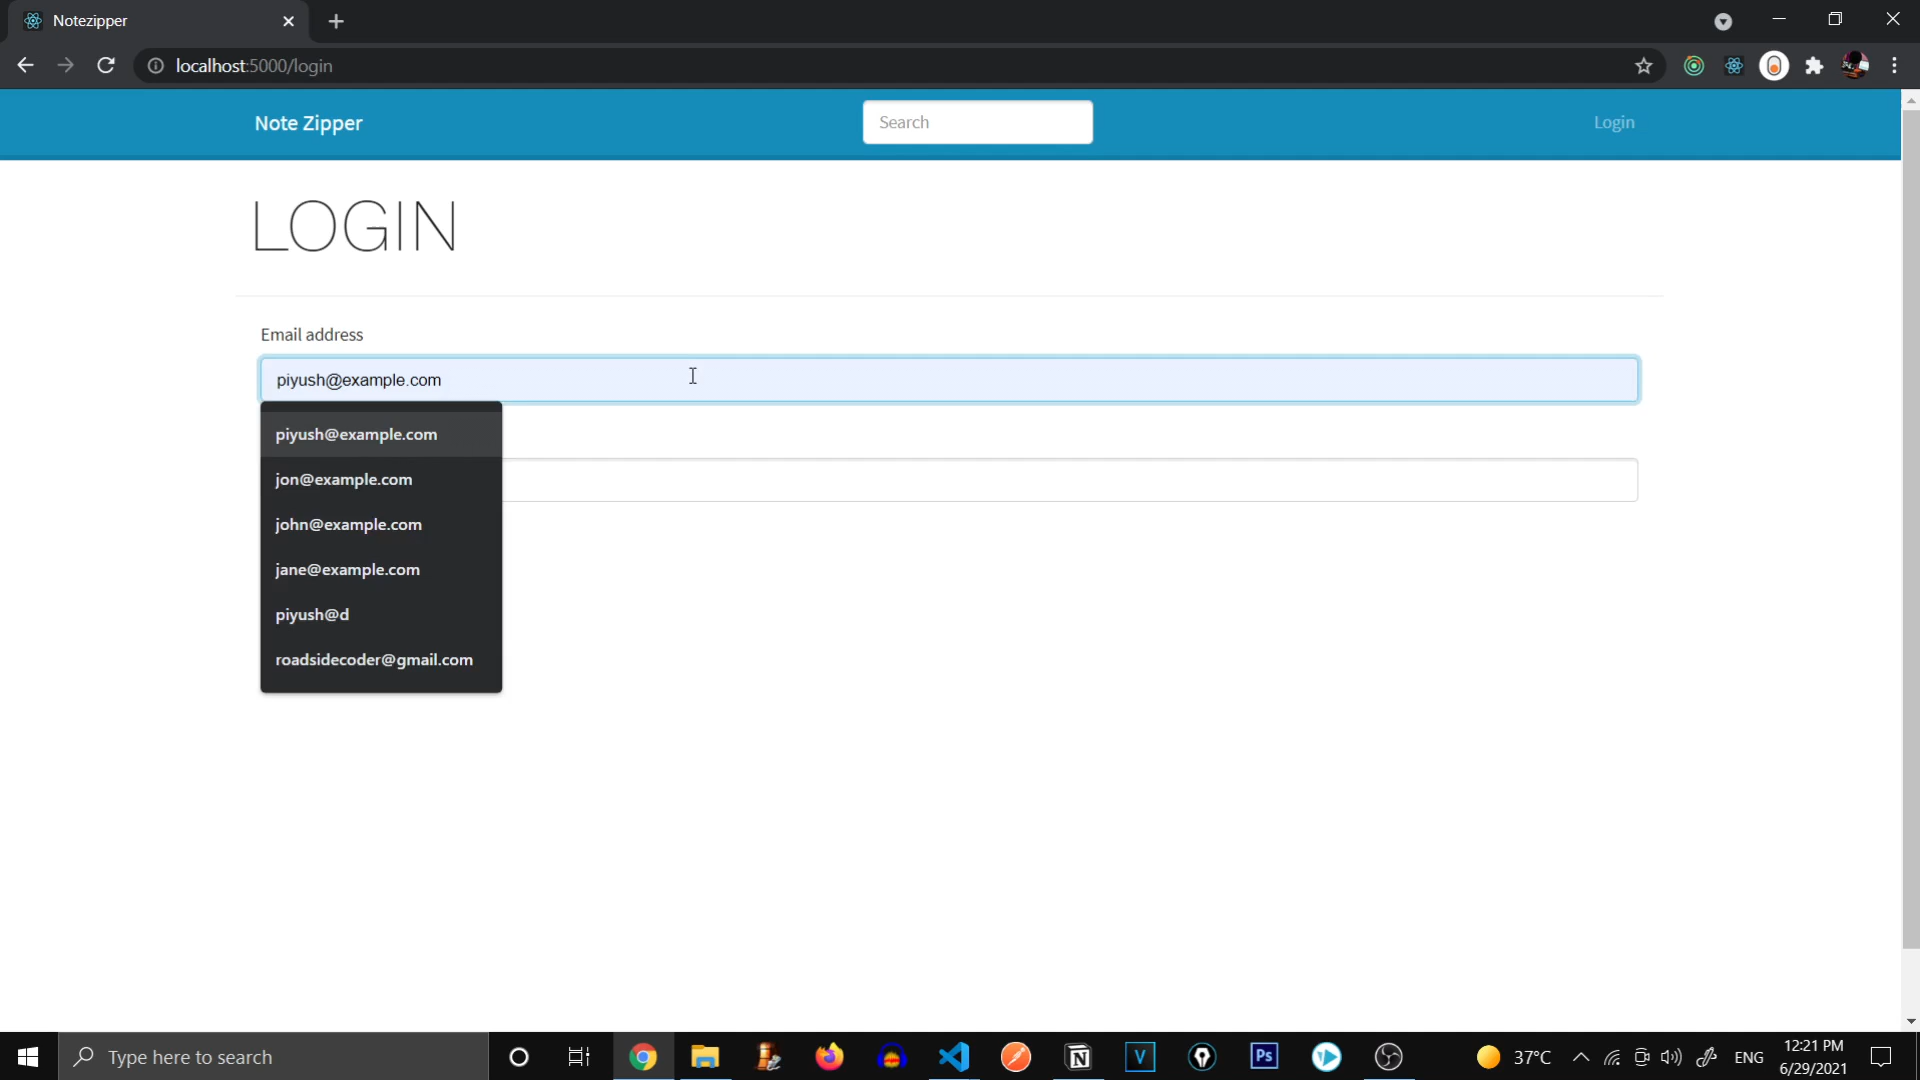 Notezipper
localhost:5000/login
Note Zipper
Search
Login
LOGIN
Email address
piyush@example.com
piyush@example.com
jon@example.com
john@example.com
jane@example.com
piyush@d
roadsidecoder@gmail.com
Type here to search
N
V
Ps
37°C
ENG
12:21 PM
6/29/2021